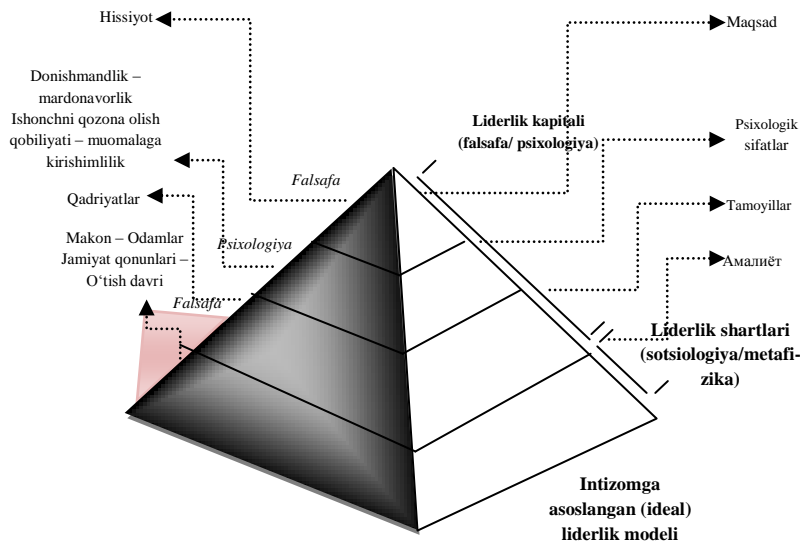 Hissiyot
Maqsad
Donishmandlik –
mardonavorlik
Ishonchni qozona olish
qobiliyati – muomalaga
kirishimlilik
Liderlik kapitali
(falsafa/ psixologiya)
Psixologik
sifatlar
Falsafa
Qadriyatlar
Tamoyillar
Makon – Odamlar
Jamiyat qonunlari –
O‘tish davri
Psixologiya
Амалиёт
Falsafa
Liderlik shartlari
(sotsiologiya/metafi-
zika)
Intizomga
asoslangan (ideal)
liderlik modeli